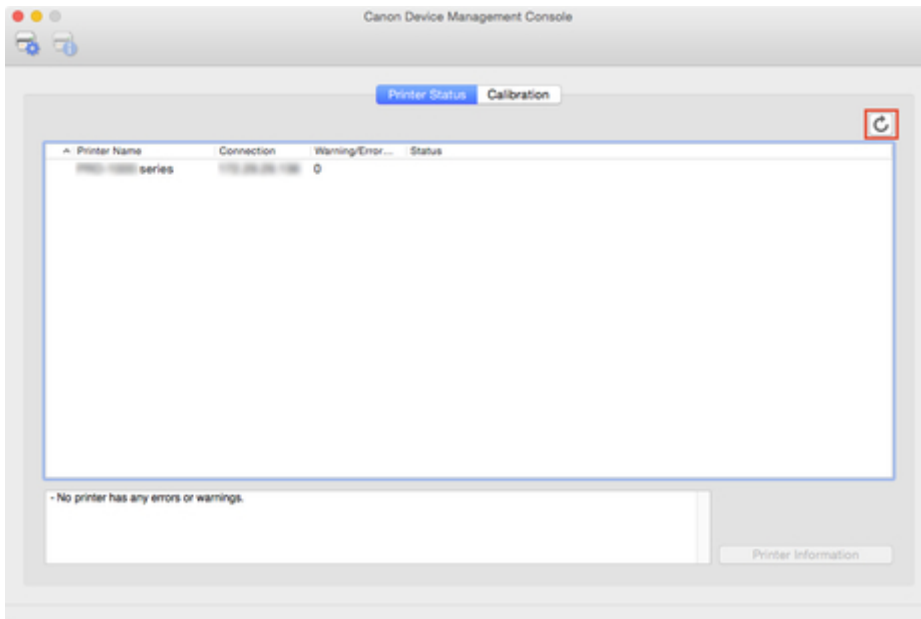 Canon Device Management Console
Printer Status Calibration
Printer Name Connection Warning/Error... Status
series 0
- No printer has any errors or warnings.
Printer Information